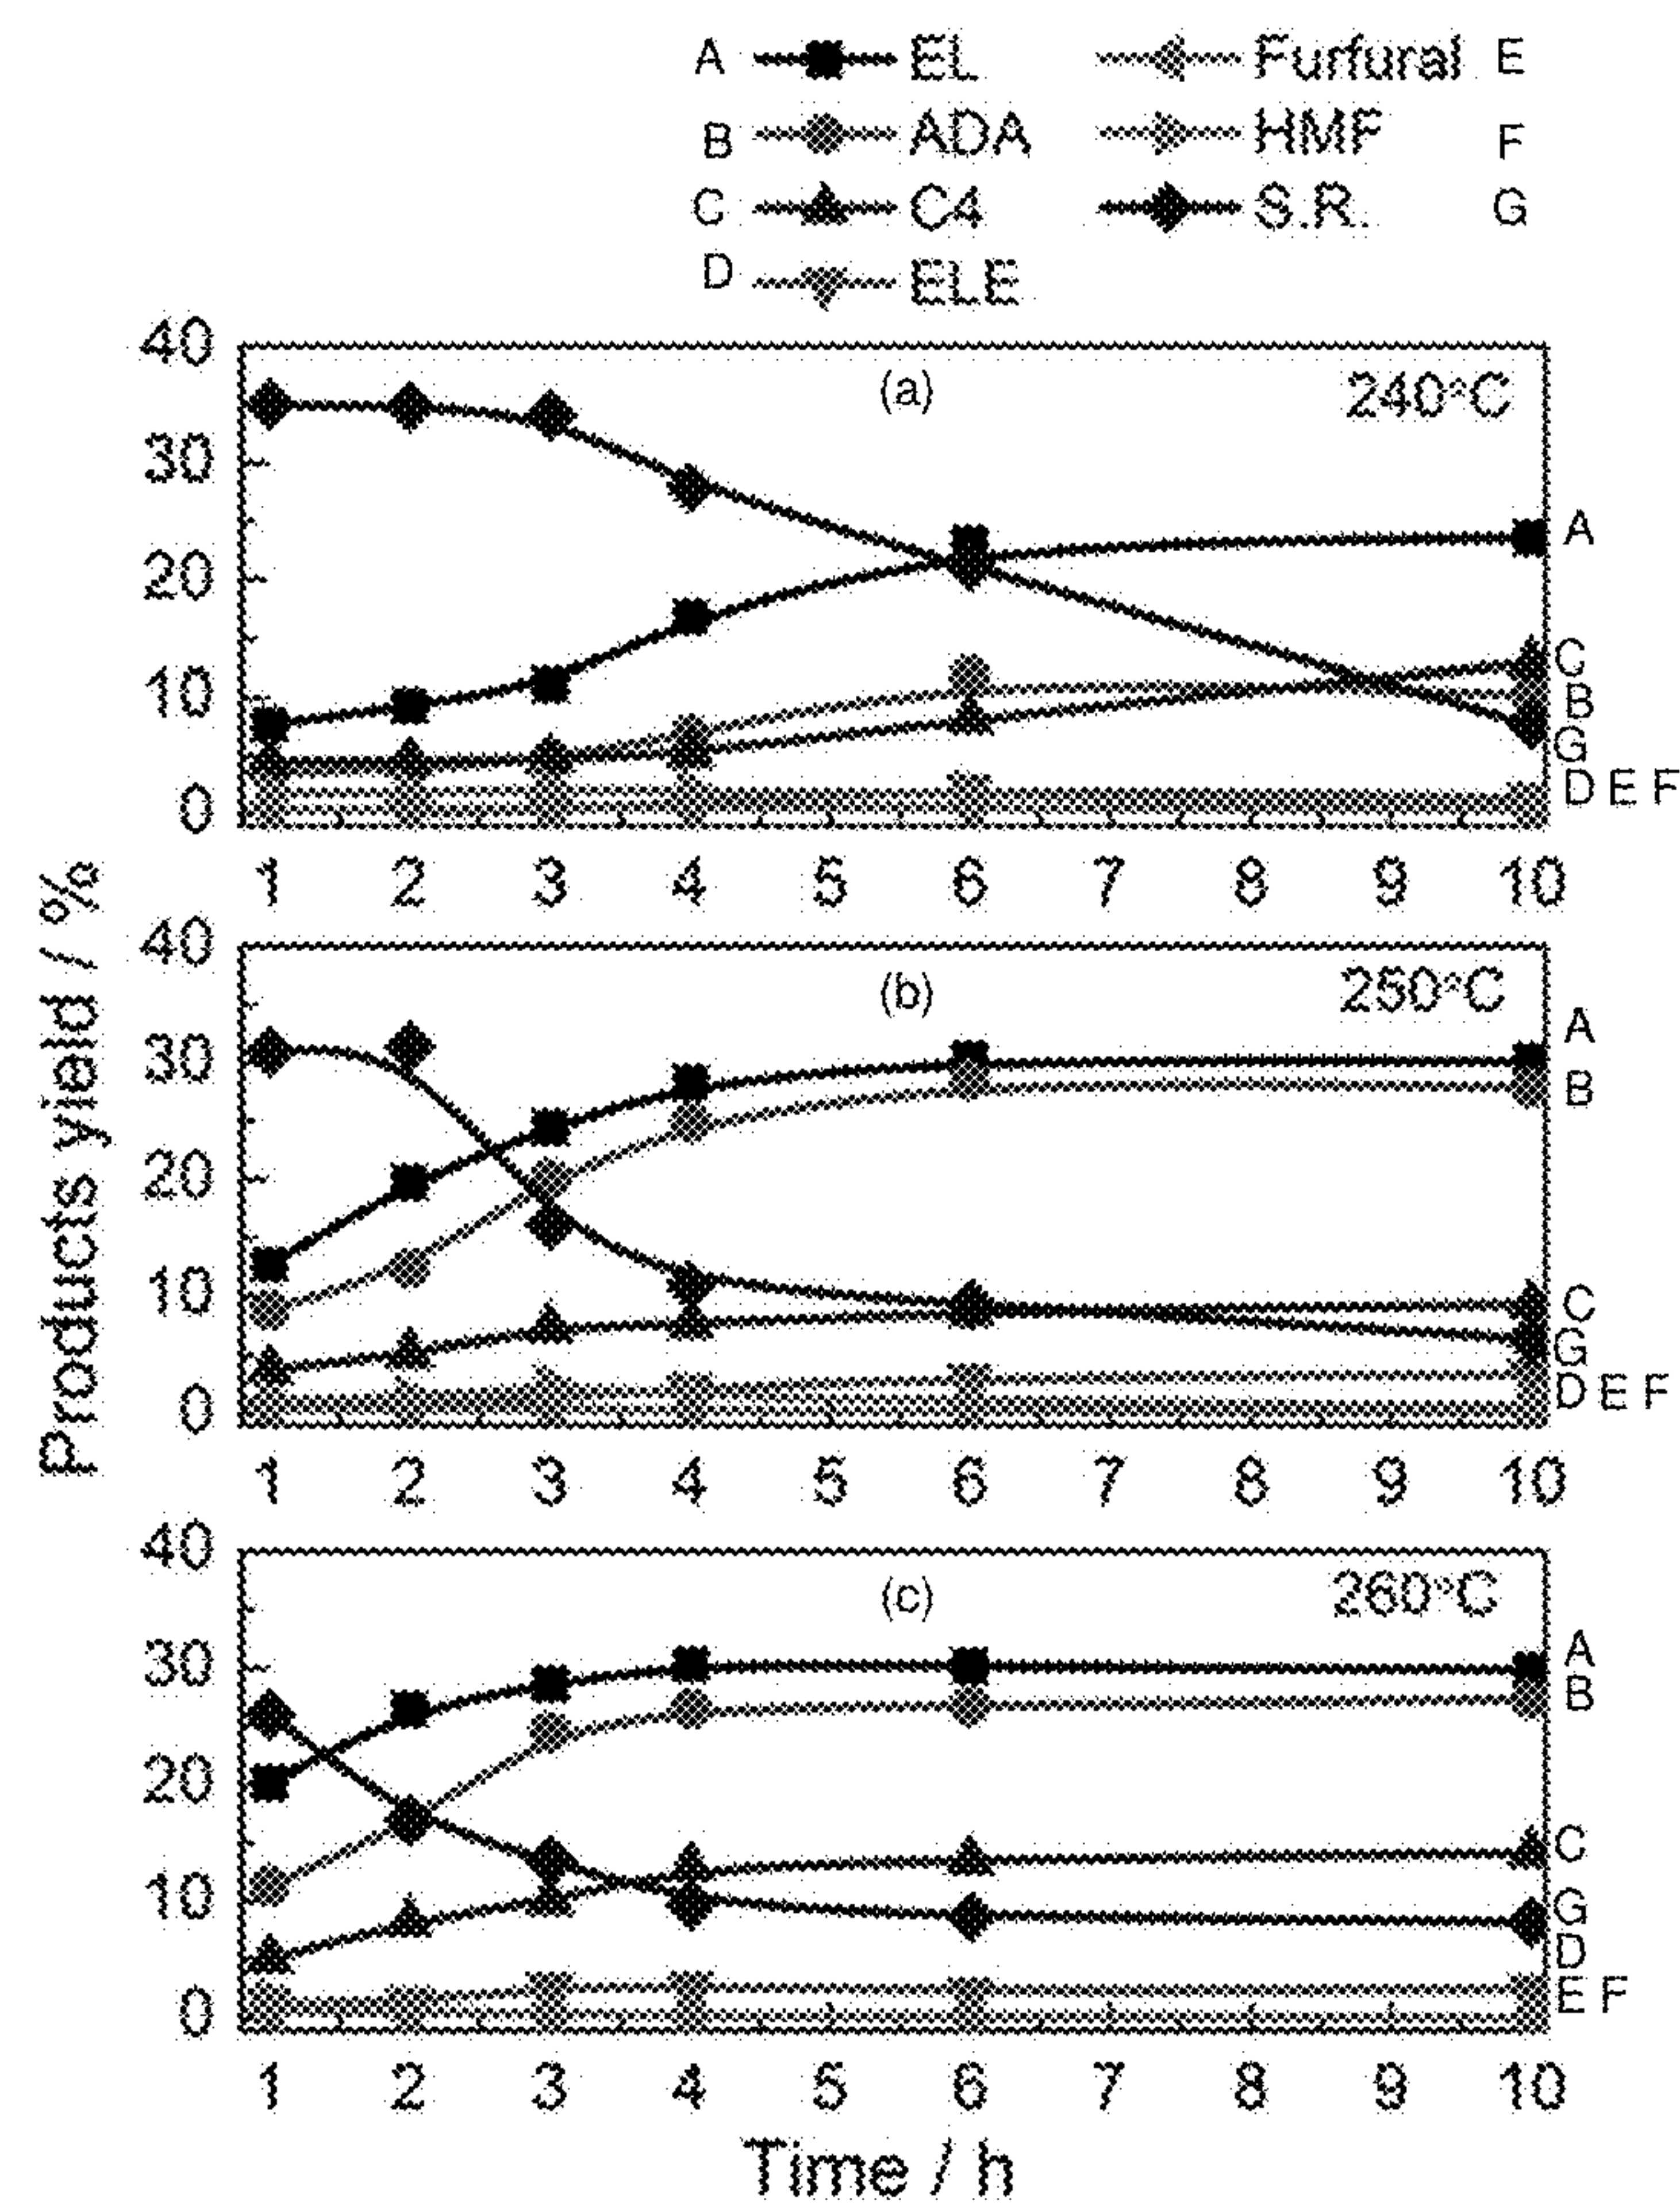 A EL Furfural E
B ADA HMF F
C C4 S.R. G
D ELE
Products yield / %
40
(a) 240°C
30
A
20
C
10
B
G
D E F
0
1 2 3 4 5 6 7 8 9 10
40
(b) 250°C
A
30
B
20
10
C
G
D E F
0
1 2 3 4 5 6 7 8 9 10
40
(c) 260°C
A
30
B
20
C
10
G
D
E F
0
1 2 3 4 5 6 7 8 9 10
Time / h